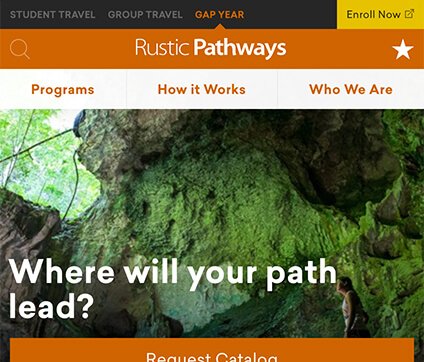 STUDENT TRAVEL GROUP TRAVEL GAP YEAR Enroll Now
Rustic Pathways
Programs How it Works Who We Are
Where will your path
lead?
Request Catalog